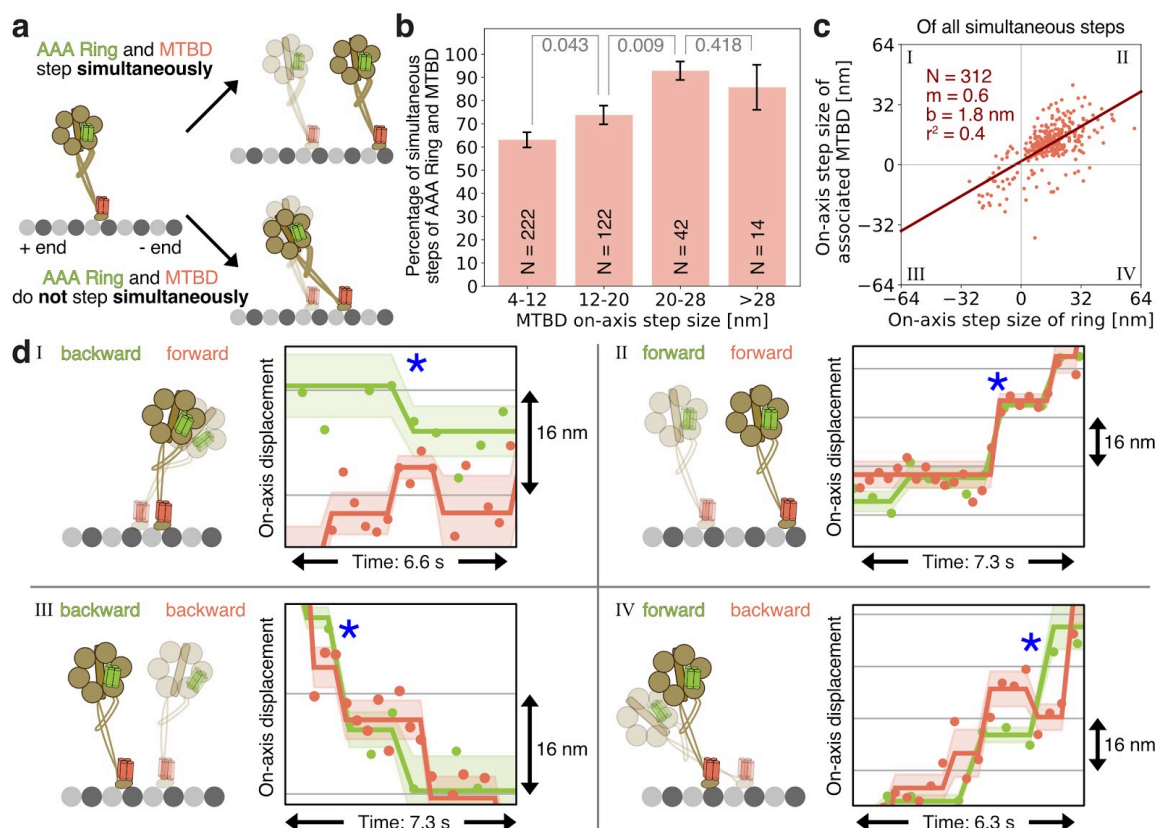 a
AAA Ring and MTBD
step simultaneously
+ end
- end
AAA Ring and MTBD
do not step simultaneously
b
Percentage of simultaneous
steps of AAA Ring and MTBD
100
90
80
70
60
50
40
30
20
10
0
0.043
0.009
0.418
N = 222
N = 122
N = 42
N = 14
4-12
12-20
20-28
>28
MTBD on-axis step size [nm]
c
Of all simultaneous steps
On-axis step size of
associated MTBD [nm]
64
32
0
−32
−64
I
II
III
IV
N = 312
m = 0.6
b = 1.8 nm
r² = 0.4
−64
−32
0
32
64
On-axis step size of ring [nm]
d
I backward forward
On-axis displacement
*
16 nm
Time: 6.6 s
II forward forward
On-axis displacement
*
16 nm
Time: 7.3 s
III backward backward
On-axis displacement
*
16 nm
Time: 7.3 s
IV forward backward
On-axis displacement
*
16 nm
Time: 6.3 s